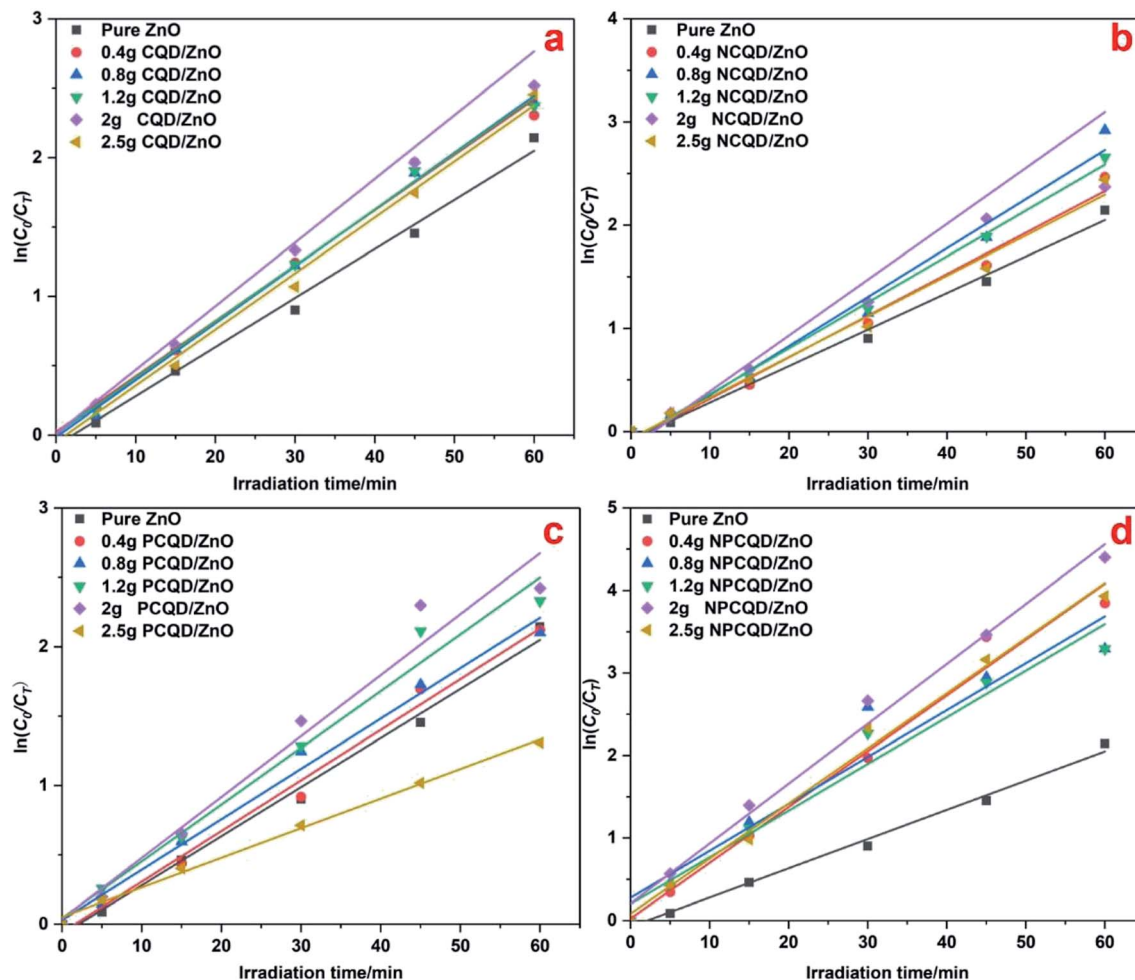 a
Pure ZnO
0.4g CQD/ZnO
0.8g CQD/ZnO
1.2g CQD/ZnO
2g CQD/ZnO
2.5g CQD/ZnO
ln(C0/CT)
3
2
1
0
0 10 20 30 40 50 60
Irradiation time/min
b
Pure ZnO
0.4g NCQD/ZnO
0.8g NCQD/ZnO
1.2g NCQD/ZnO
2g NCQD/ZnO
2.5g NCQD/ZnO
ln(C0/CT)
4
3
2
1
0
0 10 20 30 40 50 60
Irradiation time/min
c
Pure ZnO
0.4g PCQD/ZnO
0.8g PCQD/ZnO
1.2g PCQD/ZnO
2g PCQD/ZnO
2.5g PCQD/ZnO
ln(C0/CT)
3
2
1
0
0 10 20 30 40 50 60
Irradiation time/min
d
Pure ZnO
0.4g NPCQD/ZnO
0.8g NPCQD/ZnO
1.2g NPCQD/ZnO
2g NPCQD/ZnO
2.5g NPCQD/ZnO
ln(C0/CT)
5
4
3
2
1
0
0 10 20 30 40 50 60
Irradiation time/min